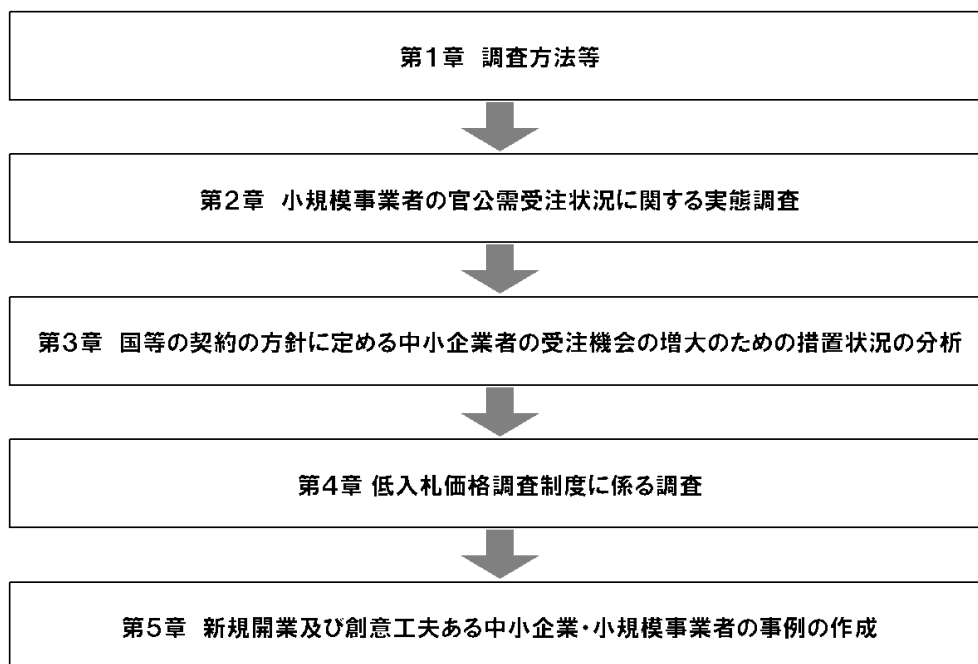 第1章 調査方法等
第2章 小規模事業者の官公需受注状況に関する実態調査
第3章 国等の契約の方針に定める中小企業者の受注機会の増大のための措置状況の分析
第4章 低入札価格調査制度に係る調査
第5章 新規開業及び創意工夫ある中小企業・小規模事業者の事例の作成